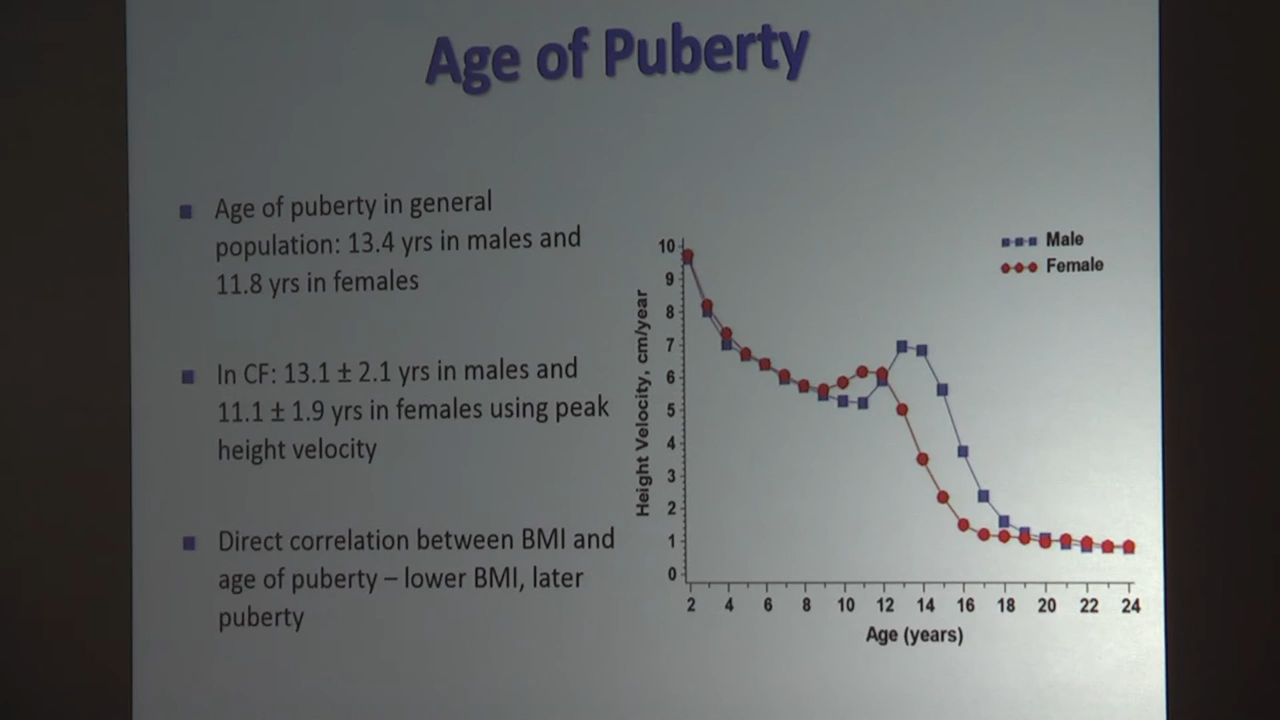 Age of Puberty
Age of puberty in general
population: 13.4 yrs in males and
11.8 yrs in females
In CF: 13.1 ± 2.1 yrs in males and
11.1 ± 1.9 yrs in females using peak
height velocity
Direct correlation between BMI and
age of puberty – lower BMI, later
puberty
Male
Female
Height Velocity, cm/year
10
9
8
7
6
5
4
3
2
1
0
2 4 6 8 10 12 14 16 18 20 22 24
Age (years)